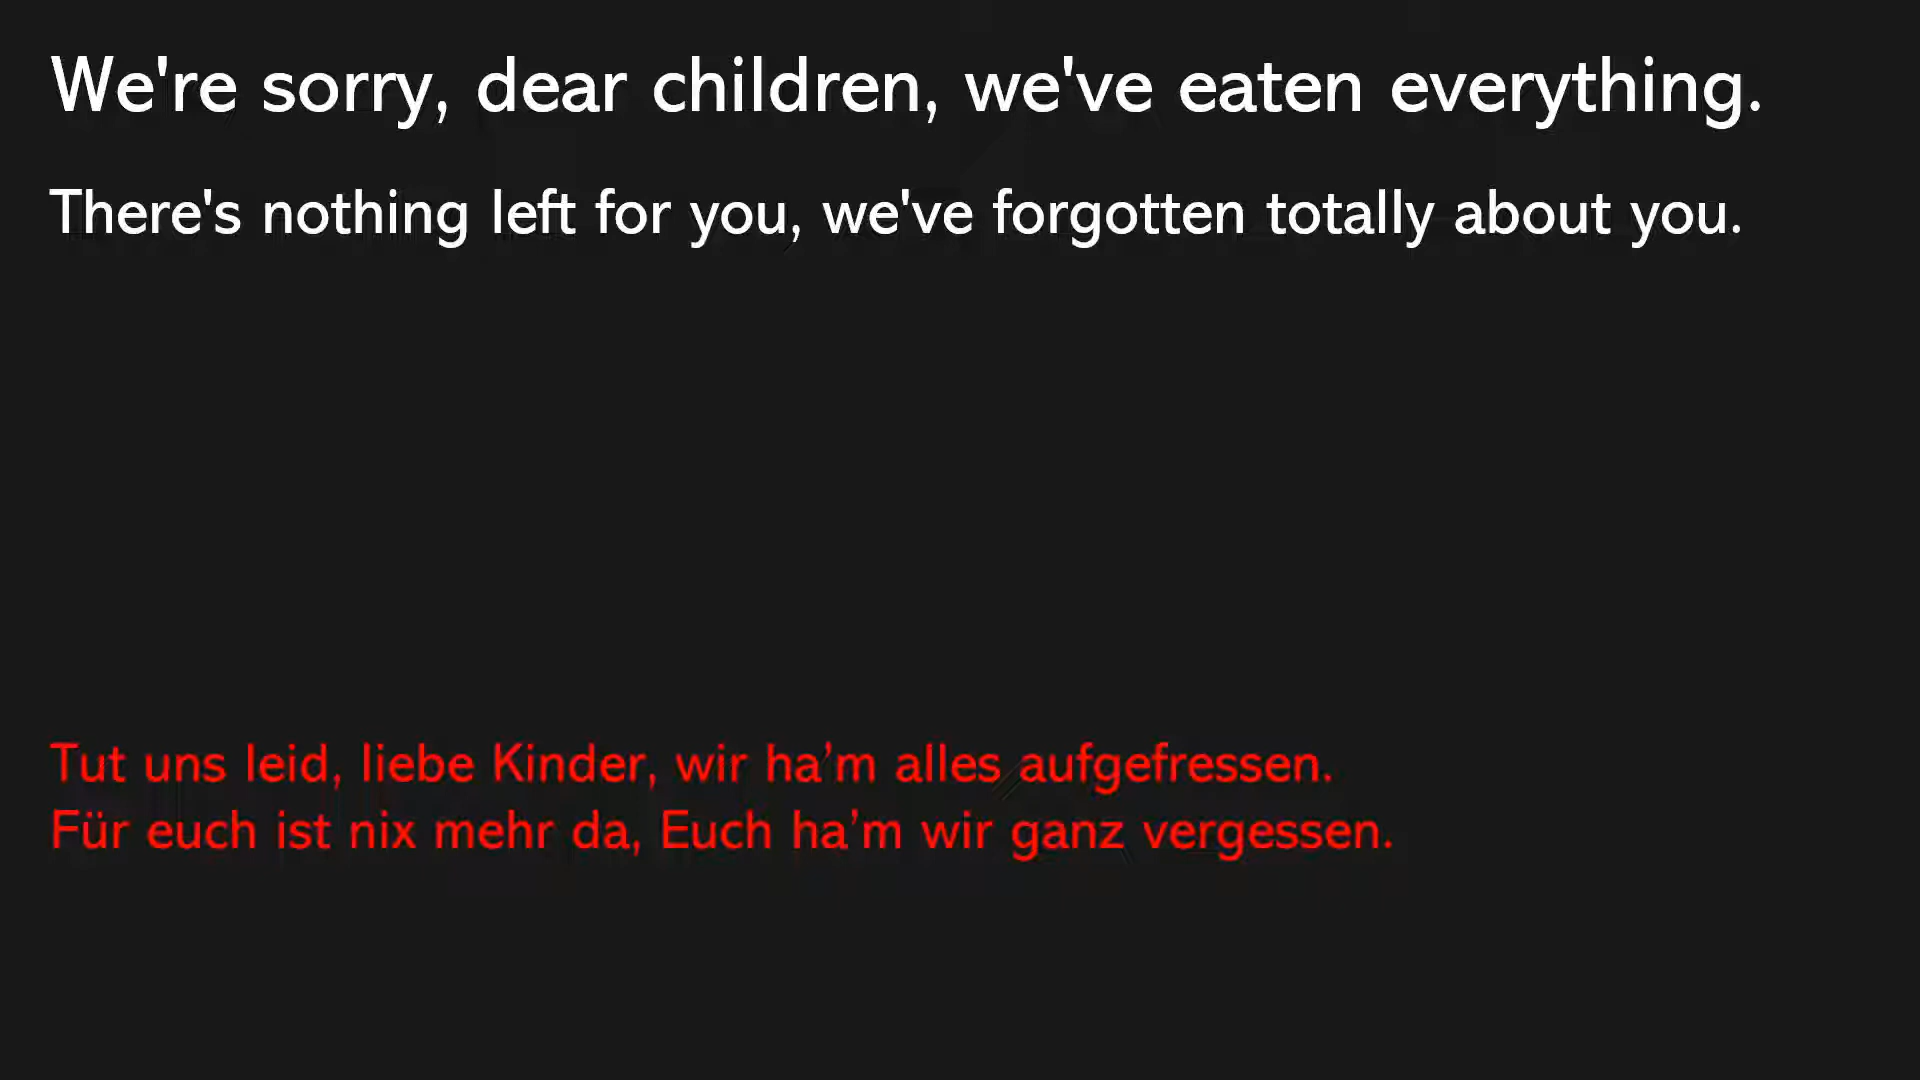 We're sorry, dear children, we've eaten everything.
There's nothing left for you, we've forgotten totally about you.
Tut uns leid, liebe Kinder, wir ha’m alles aufgefressen.
Für euch ist nix mehr da, Euch ha’m wir ganz vergessen.